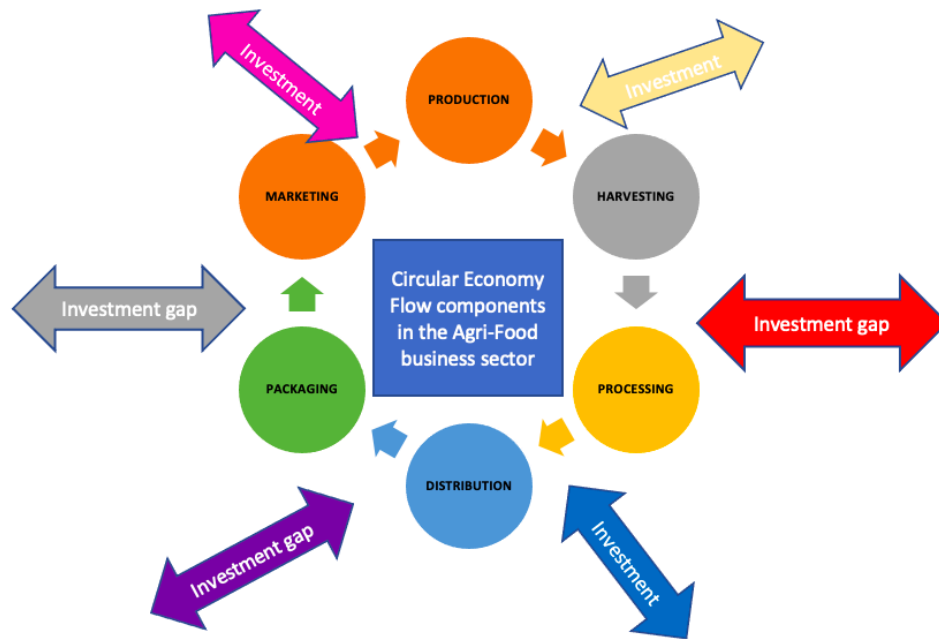 Investment
PRODUCTION
Investment
MARKETING
HARVESTING
Circular Economy
Flow components
in the Agri-Food
business sector
Investment gap
Investment gap
PACKAGING
PROCESSING
DISTRIBUTION
Investment gap
Investment